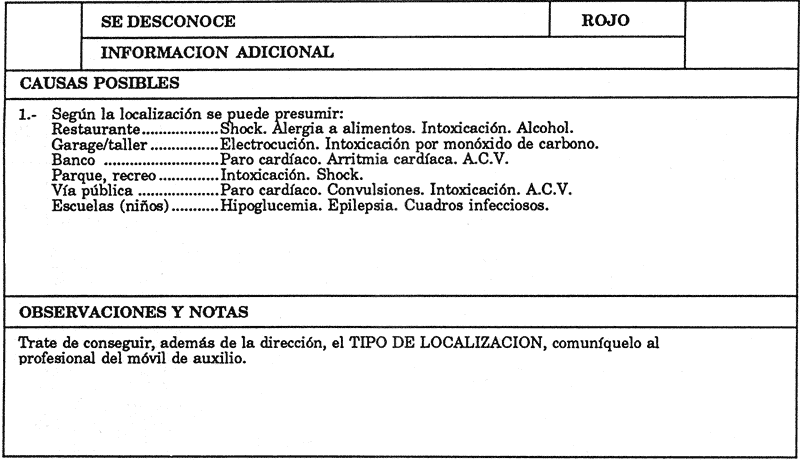 SE DESCONOCE ROJO
INFORMACION ADICIONAL
CAUSAS POSIBLES
1.- Según la localización se puede presumir:
Restaurante..................Shock. Alergia a alimentos. Intoxicación. Alcohol.
Garage/taller................Electrocución. Intoxicación por monóxido de carbono.
Banco ...........................Paro cardíaco. Arritmia cardíaca. A.C.V.
Parque, recreo..............Intoxicación. Shock.
Vía pública ...................Paro cardíaco. Convulsiones. Intoxicación. A.C.V.
Escuelas (niños)...........Hipoglucemia. Epilepsia. Cuadros infecciosos.
OBSERVACIONES Y NOTAS
Trate de conseguir, además de la dirección, el TIPO DE LOCALIZACION, comuníquelo al
profesional del móvil de auxilio.